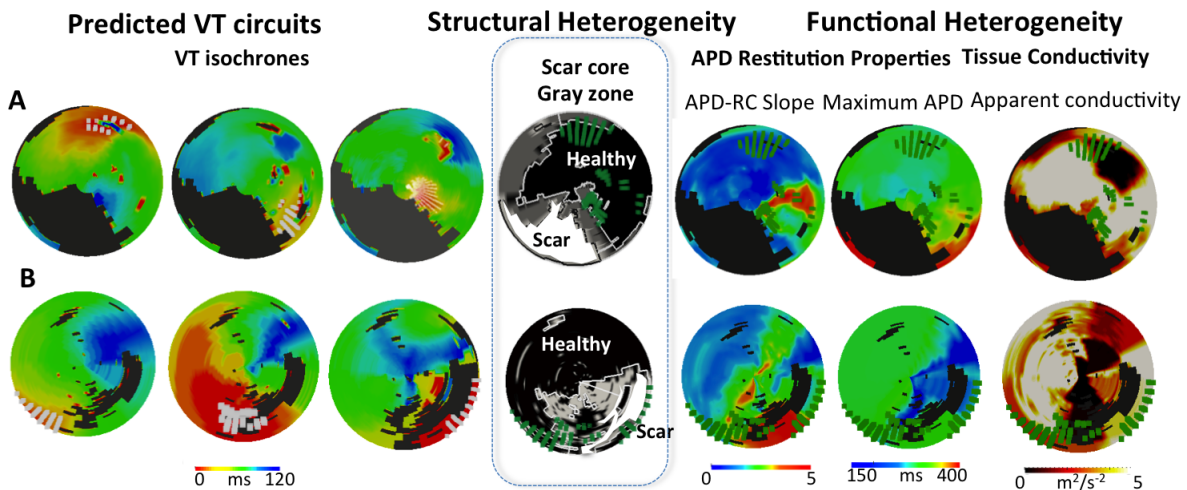 Predicted VT circuits
Structural Heterogeneity
Functional Heterogeneity
VT isochrones
Scar core
Gray zone
APD Restitution Properties
Tissue Conductivity
APD-RC Slope
Maximum APD
Apparent conductivity
A
Healthy
Scar
B
Healthy
Scar
0 ms 120
0 5
150 ms 400
0 m²/s⁻² 5